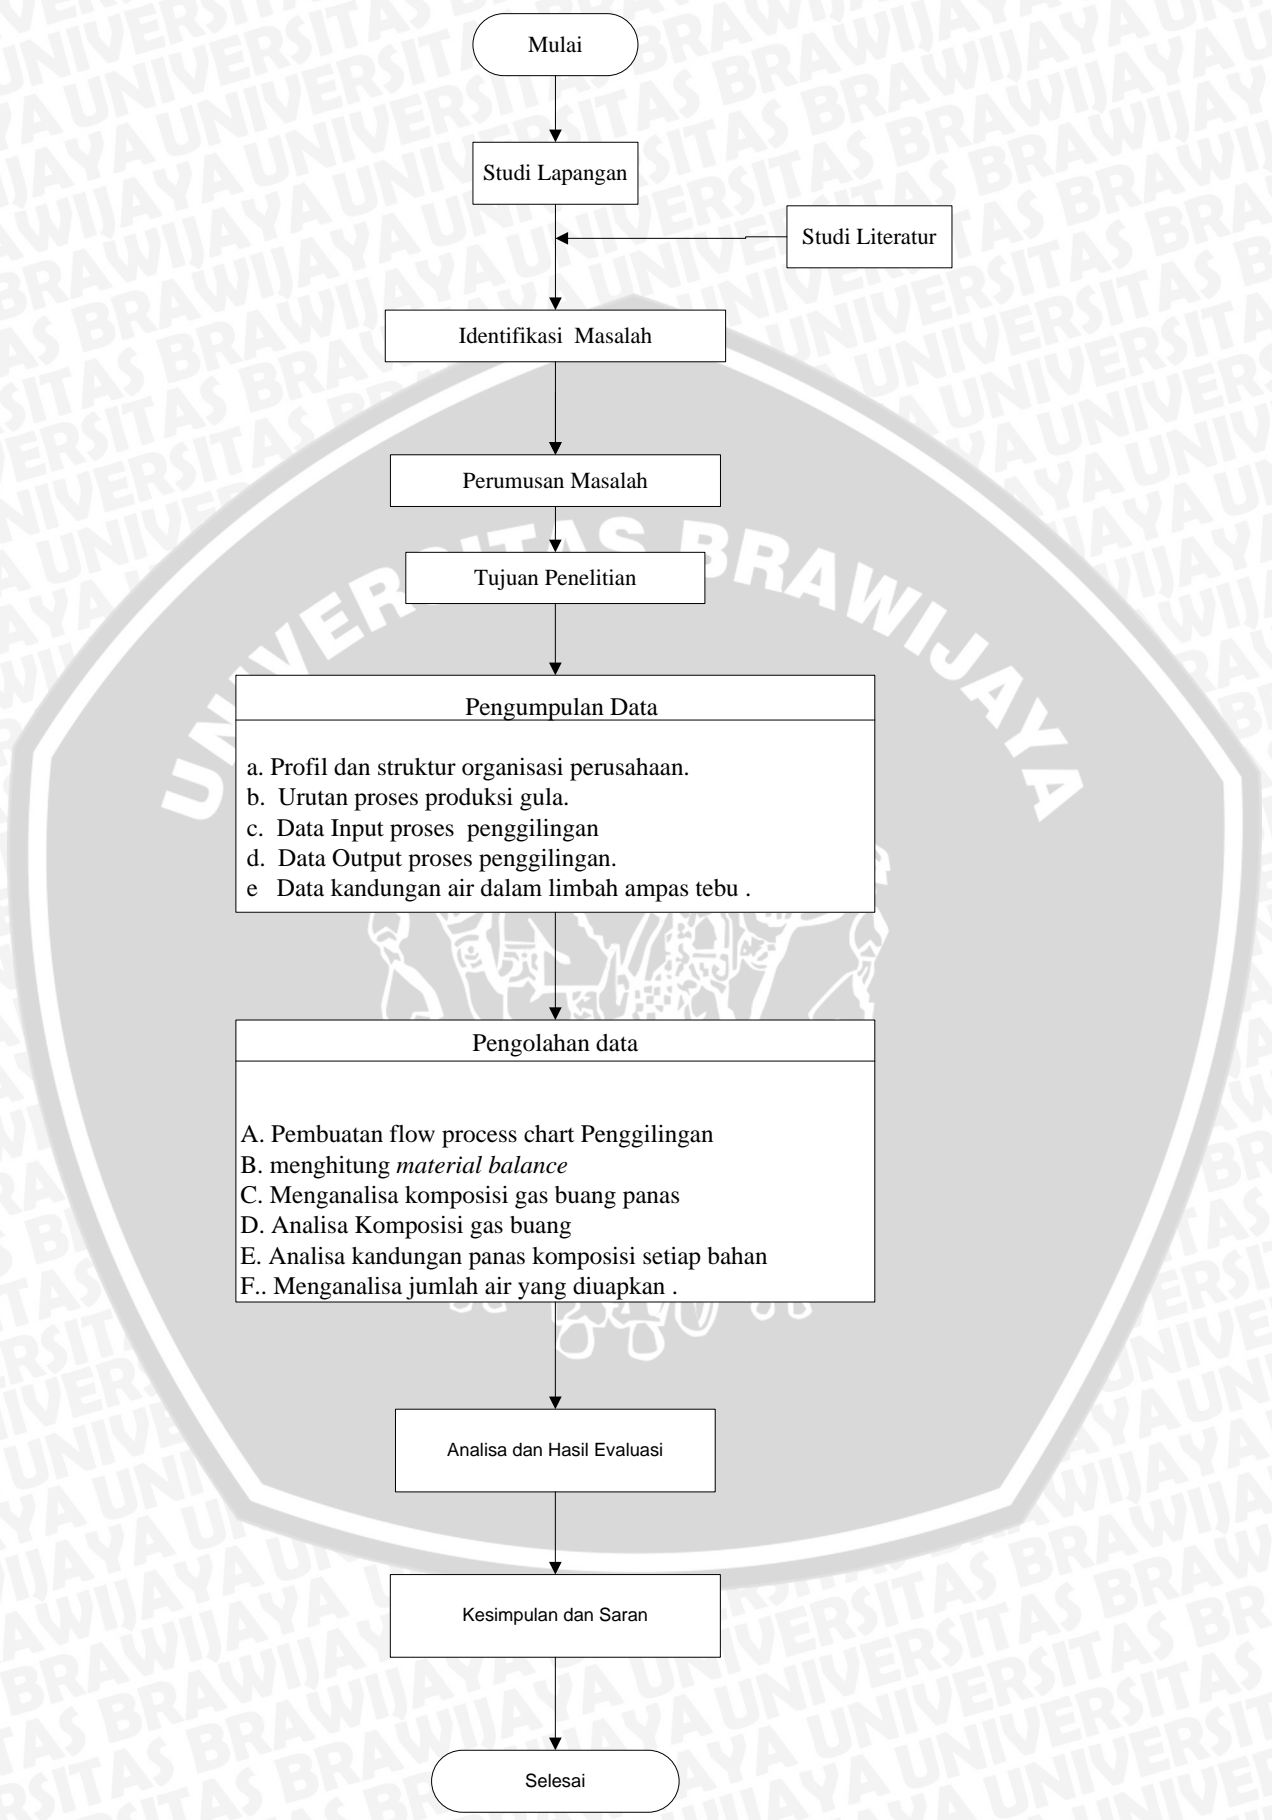 Mulai
Studi Lapangan
Studi Literatur
Identifikasi  Masalah
Perumusan Masalah
Tujuan Penelitian
UNIVERSITAS BRAWIJAYA
Pengumpulan Data
a. Profil dan struktur organisasi perusahaan.
b.  Urutan proses produksi gula.
c.  Data Input proses  penggilingan
d.  Data Output proses penggilingan.
e   Data kandungan air dalam limbah ampas tebu .
Pengolahan data
A. Pembuatan flow process chart Penggilingan
B. menghitung material balance
C. Menganalisa komposisi gas buang panas
D. Analisa Komposisi gas buang
E. Analisa kandungan panas komposisi setiap bahan
F.. Menganalisa jumlah air yang diuapkan .
Analisa dan Hasil Evaluasi
Kesimpulan dan Saran
Selesai